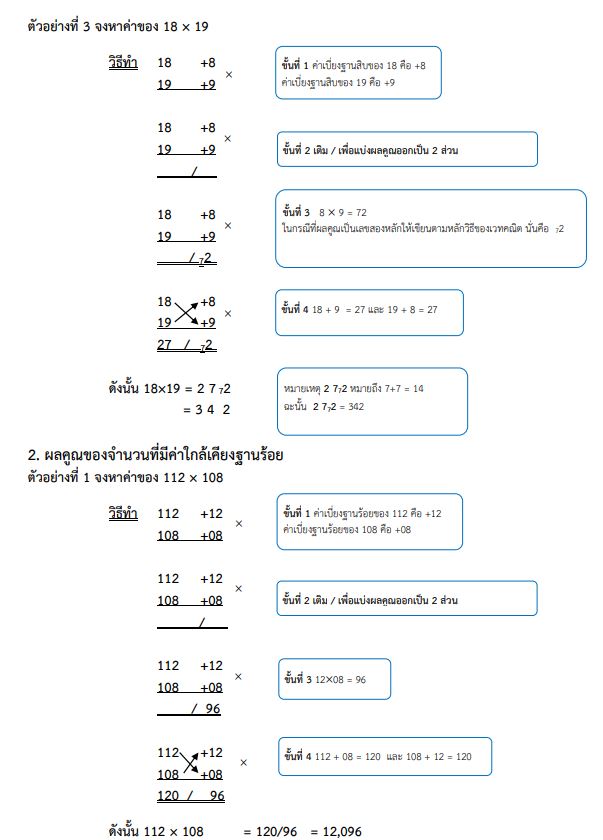 ตัวอย่างที่ 3 จงหาค่าของ 18 × 19
วิธีทำ 18 +8 ×
19 +9
ขั้นที่ 1 ค่าเบี่ยงฐานสิบของ 18 คือ +8
ค่าเบี่ยงฐานสิบของ 19 คือ +9
18 +8 ×
19 +9
/
ขั้นที่ 2 เติม / เพื่อแบ่งผลคูณออกเป็น 2 ส่วน
18 +8 ×
19 +9
/ ₇2
ขั้นที่ 3 8 × 9 = 72
ในกรณีที่ผลคูณเป็นเลขสองหลักให้เขียนตามหลักวิธีของเวทคณิต นั่นคือ ₇2
18 +8 ×
19 +9
27 / ₇2
ขั้นที่ 4 18 + 9 = 27 และ 19 + 8 = 27
ดังนั้น 18×19 = 2 7 ₇2
= 3 4 2
หมายเหตุ 2 7₇2 หมายถึง 7+7 = 14
ฉะนั้น 2 7₇2 = 342
2. ผลคูณของจำนวนที่มีค่าใกล้เคียงฐานร้อย
ตัวอย่างที่ 1 จงหาค่าของ 112 × 108
วิธีทำ 112 +12 ×
108 +08
ขั้นที่ 1 ค่าเบี่ยงฐานร้อยของ 112 คือ +12
ค่าเบี่ยงฐานร้อยของ 108 คือ +08
112 +12 ×
108 +08
/
ขั้นที่ 2 เติม / เพื่อแบ่งผลคูณออกเป็น 2 ส่วน
112 +12 ×
108 +08
/ 96
ขั้นที่ 3 12×08 = 96
112 +12 ×
108 +08
120 / 96
ขั้นที่ 4 112 + 08 = 120 และ 108 + 12 = 120
ดังนั้น 112 × 108 = 120/96 = 12,096